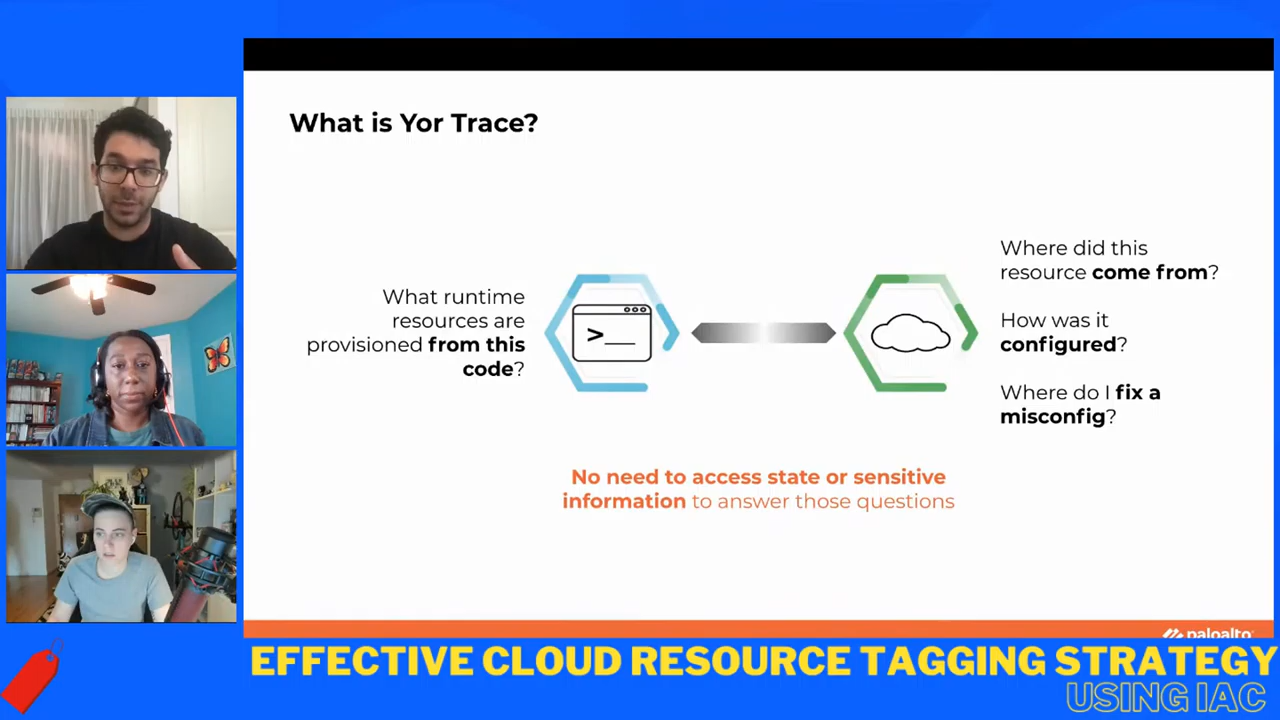 What is Yor Trace?
What runtime
resources are
provisioned from this
code?
>__
Where did this
resource come from?
How was it
configured?
Where do I fix a
misconfig?
No need to access state or sensitive
information to answer those questions
paloalto
EFFECTIVE CLOUD RESOURCE TAGGING STRATEGY
USING IAC